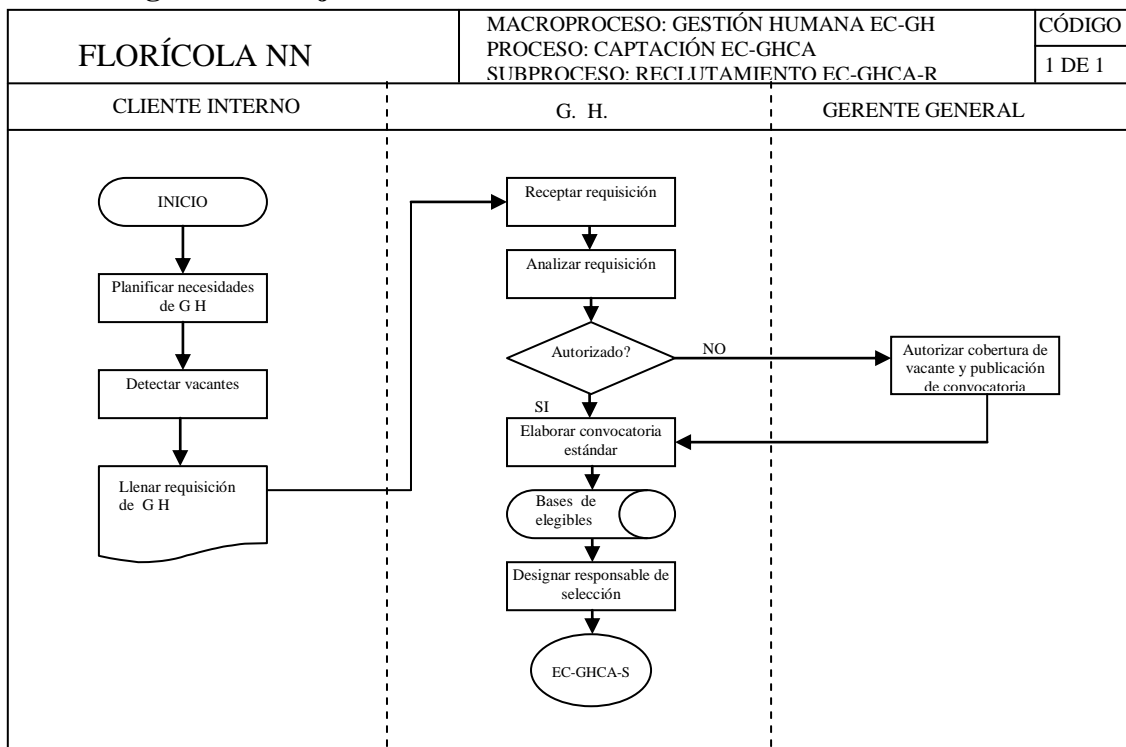 FLORÍCOLA NN
MACROPROCESO: GESTIÓN HUMANA EC-GH
PROCESO: CAPTACIÓN EC-GHCA
SUBPROCESO: RECLUTAMIENTO EC-GHCA-R
CÓDIGO
1 DE 1
CLIENTE INTERNO
G. H.
GERENTE GENERAL
INICIO
Planificar necesidades
de G H
Detectar vacantes
Llenar requisición
de G H
Receptar requisición
Analizar requisición
Autorizado?
NO
SI
Autorizar cobertura de
vacante y publicación
de convocatoria
Elaborar convocatoria
estándar
Bases de
elegibles
Designar responsable de
selección
EC-GHCA-S